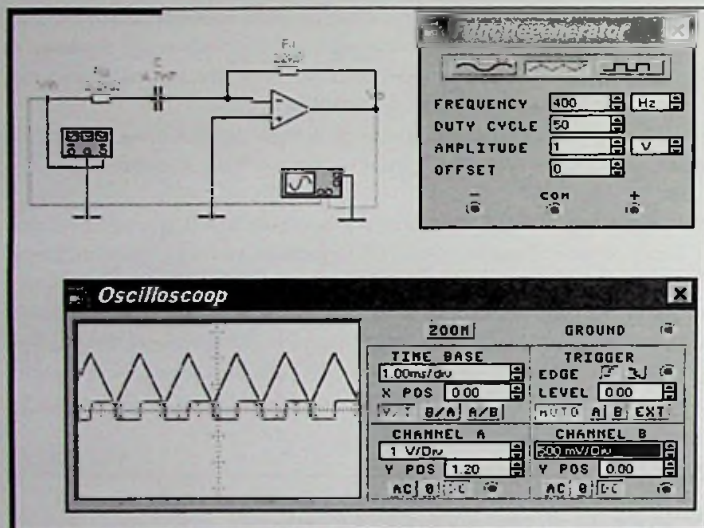 C
Functiegenerator
FREQUENCY 400 Hz
DUTY CYCLE 50
AMPLITUDE 1 V
OFFSET 0
- COM +
Oscilloscoop
ZOOM GROUND
TIME BASE
1.00ms/div
X POS 0.00
Y/T B/A A/B
TRIGGER
EDGE
LEVEL 0.00
AUTO A B EXT
CHANNEL A
1 V/Div
Y POS 1.20
AC 0 DC
CHANNEL B
500 mV/Div
Y POS 0.00
AC 0 DC